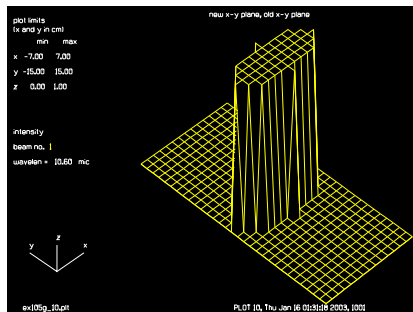 new x-y plane, old x-y plane
plot limits
(x and y in cm)
min max
x -7.00 7.00
y -15.00 15.00
z 0.00 1.00
intensity
beam no. 1
wavelen = 10.60 mic
y z x
ex105g_10.plt PLOT 10, Thu Jan 16 01:31:18 2003, [00]